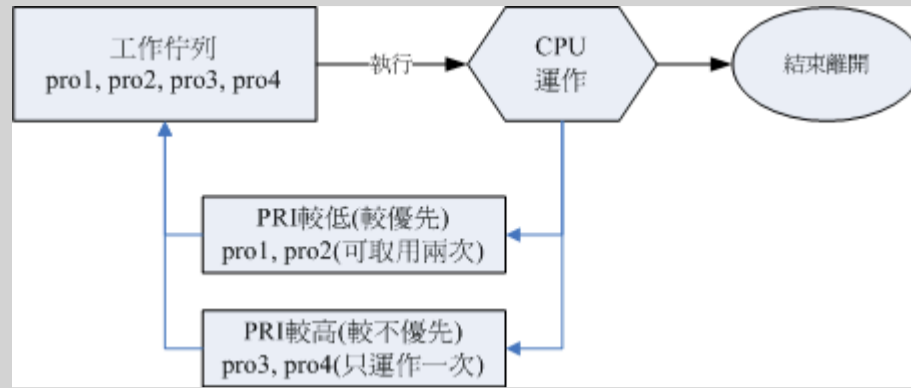 工作佇列
pro1, pro2, pro3, pro4
執行
CPU
運作
結束離開
PRI較低(較優先)
pro1, pro2(可取用兩次)
PRI較高(較不優先)
pro3, pro4(只運作一次)